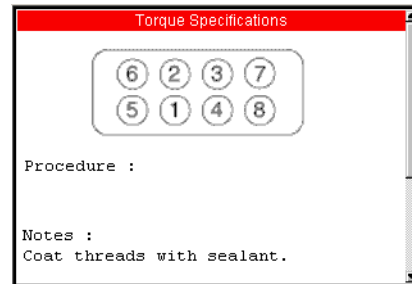 Torque Specifications
6 2 3 7
5 1 4 8
Procedure :
Notes :
Coat threads with sealant.